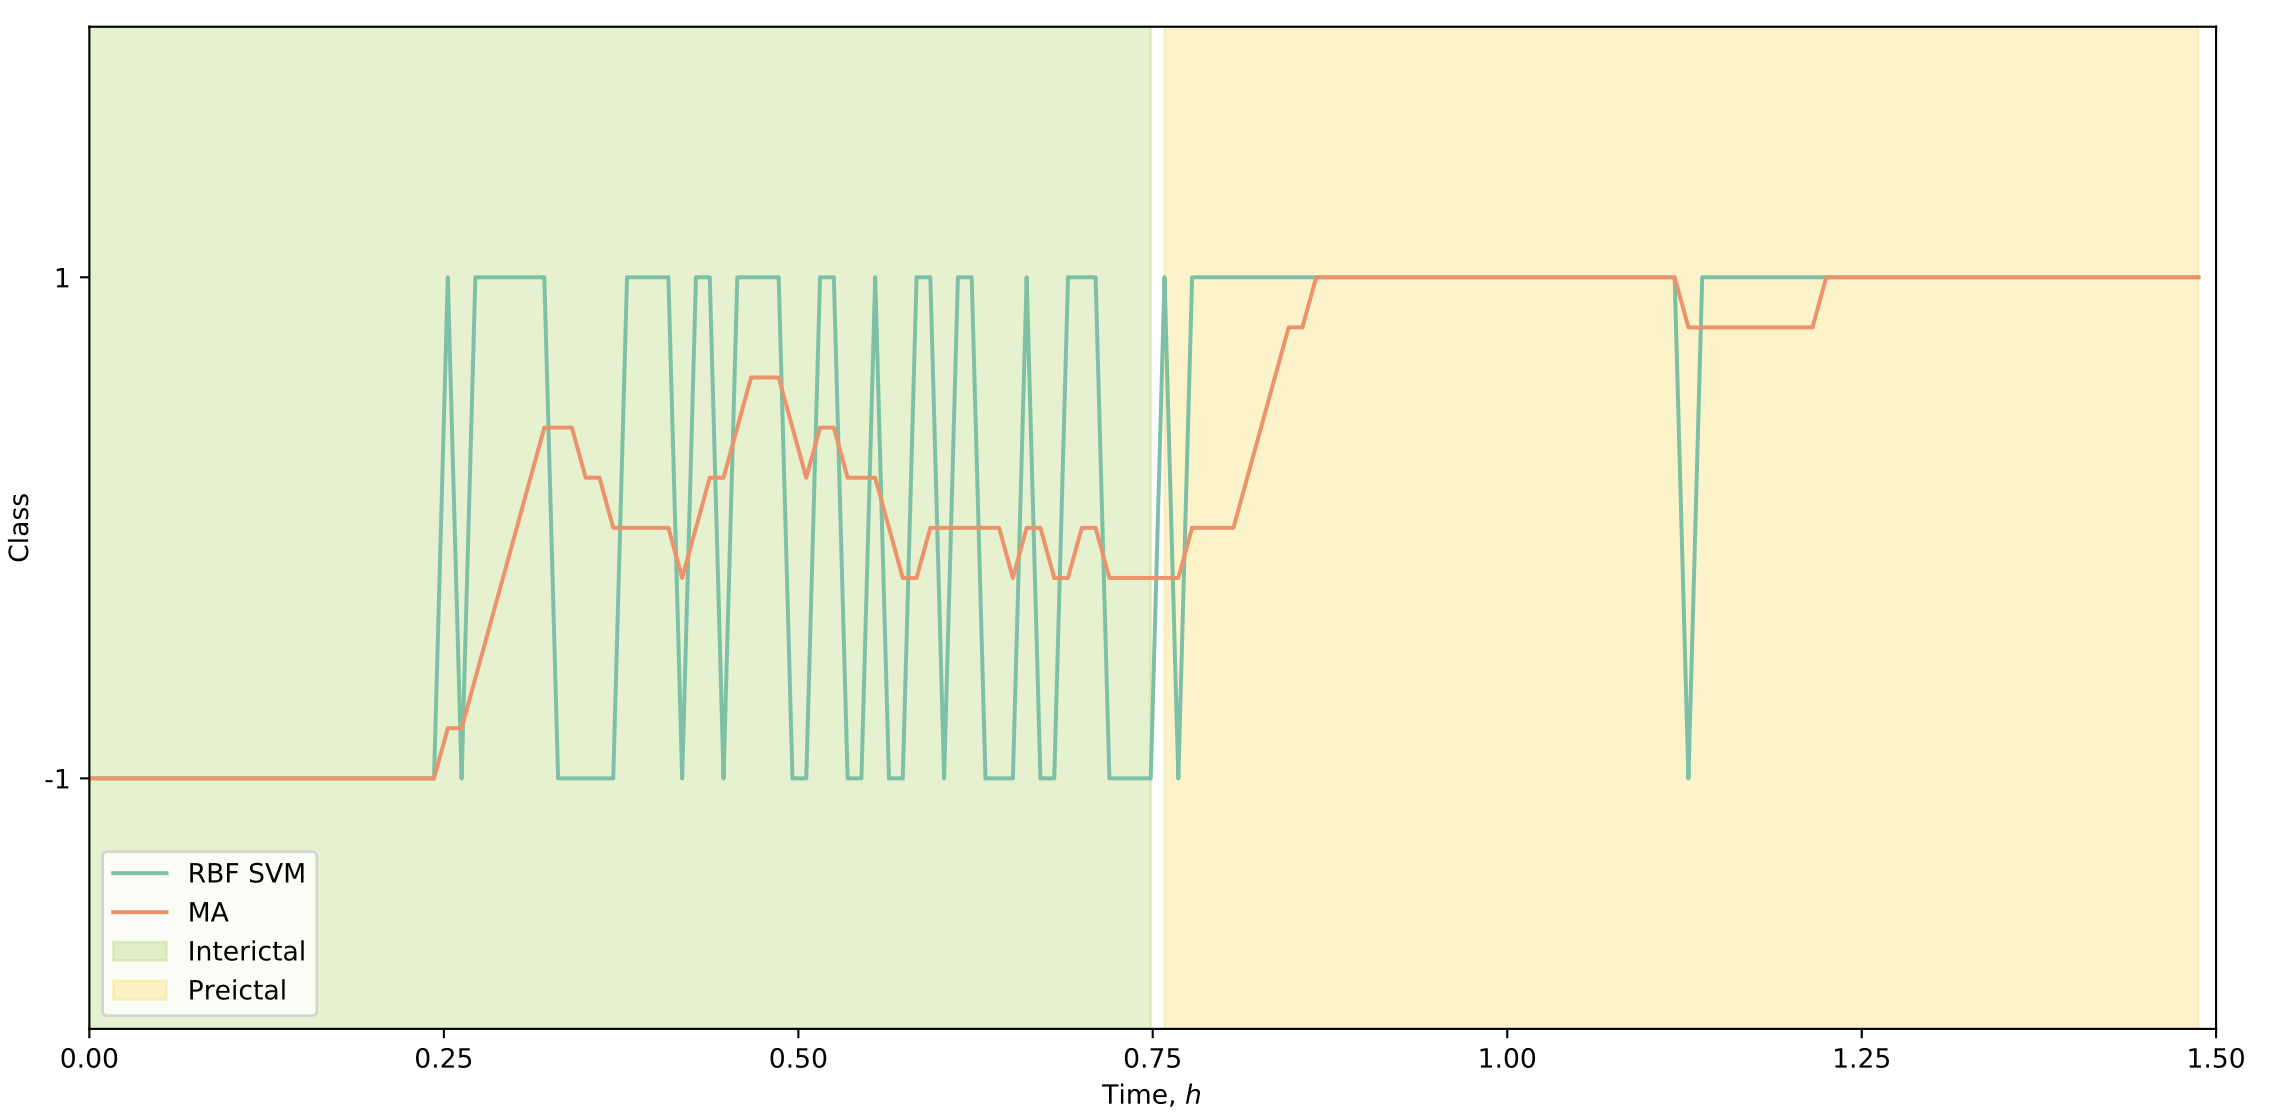 1
-1
Class
RBF SVM
MA
Interictal
Preictal
0.00 0.25 0.50 0.75 1.00 1.25 1.50
Time, h